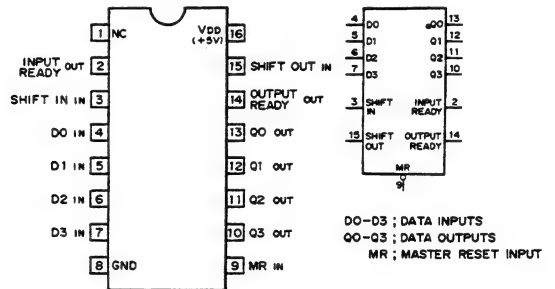 1 NC
VDD (+5V) 16
INPUT READY OUT 2
15 SHIFT OUT IN
SHIFT IN IN 3
14 OUTPUT READY OUT
D0 IN 4
13 Q0 OUT
D1 IN 5
12 Q1 OUT
D2 IN 6
11 Q2 OUT
D3 IN 7
10 Q3 OUT
8 GND
9 MR IN
4 D0 Q0 13
5 D1 Q1 12
6 D2 Q2 11
7 D3 Q3 10
3 SHIFT IN INPUT READY 2
15 SHIFT OUT OUTPUT READY 14
MR
9
D0-D3 ; DATA INPUTS
Q0-Q3 ; DATA OUTPUTS
MR ; MASTER RESET INPUT